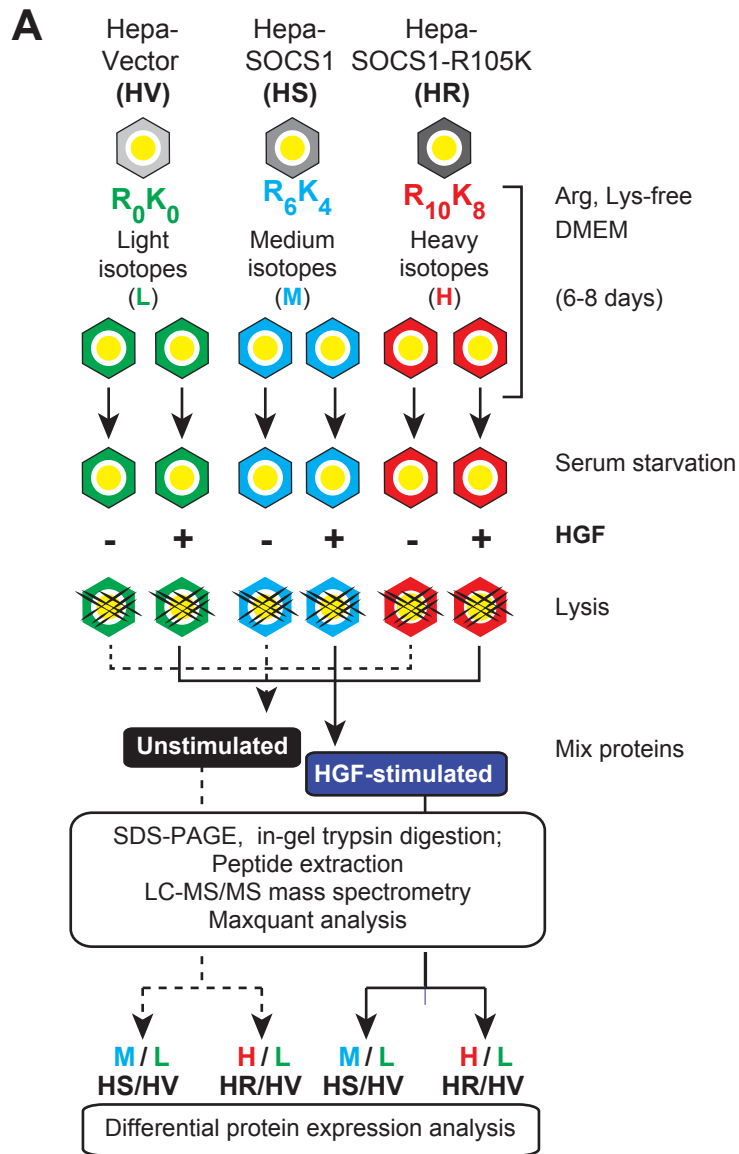 A
Hepa-
Vector
(HV)
Hepa-
SOCS1
(HS)
Hepa-
SOCS1-R105K
(HR)
R0K0
R6K4
R10K8
Light
isotopes
(L)
Medium
isotopes
(M)
Heavy
isotopes
(H)
Arg, Lys-free
DMEM
(6-8 days)
Serum starvation
- + - + - + HGF
Lysis
Unstimulated
HGF-stimulated
Mix proteins
SDS-PAGE, in-gel trypsin digestion;
Peptide extraction
LC-MS/MS mass spectrometry
Maxquant analysis
M / L H / L M / L H / L
HS/HV HR/HV HS/HV HR/HV
Differential protein expression analysis